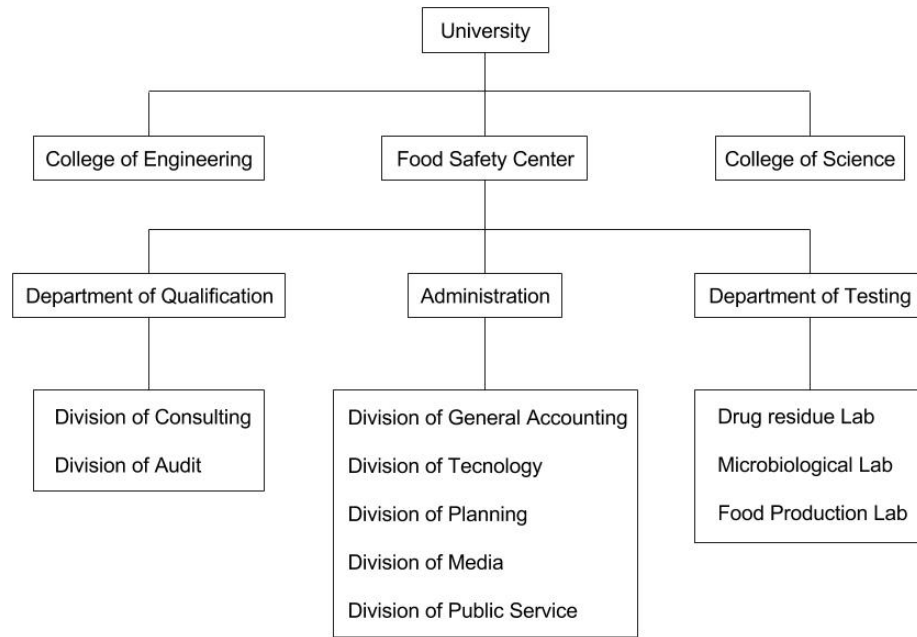 University
College of Engineering
Food Safety Center
College of Science
Department of Qualification
Administration
Department of Testing
Division of Consulting
Division of Audit
Division of General Accounting
Division of Tecnology
Division of Planning
Division of Media
Division of Public Service
Drug residue Lab
Microbiological Lab
Food Production Lab